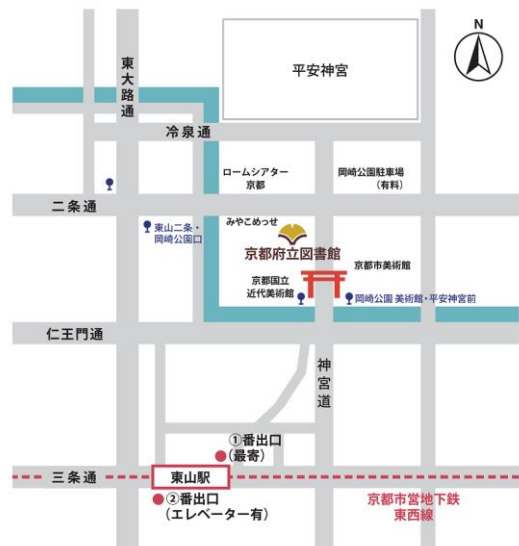 N
東大路通
平安神宮
冷泉通
ロームシアター
京都
岡崎公園駐車場
(有料)
二条通
東山二条・
岡崎公園口
みやこめっせ
京都府立図書館
京都市美術館
京都国立
近代美術館
岡崎公園 美術館・平安神宮前
仁王門通
神宮道
①番出口
(最寄)
三条通
東山駅
②番出口
(エレベーター有)
京都市営地下鉄
東西線